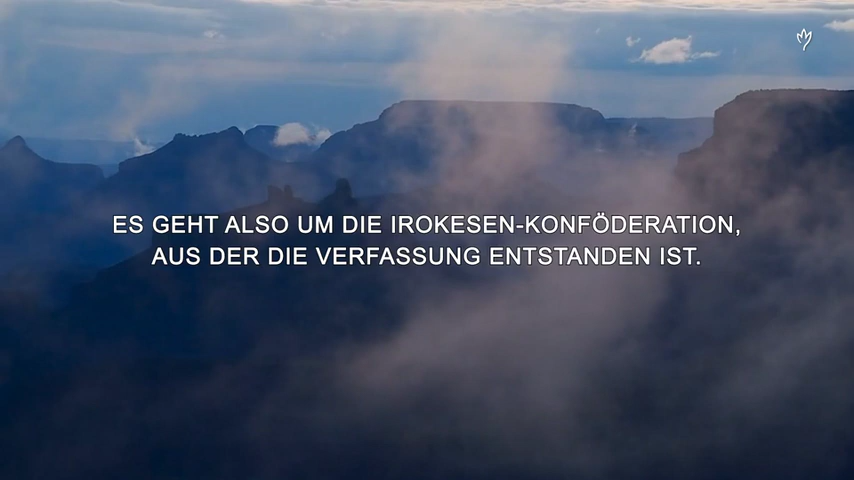 ES GEHT ALSO UM DIE IROKESEN-KONFÖDERATION,
AUS DER DIE VERFASSUNG ENTSTANDEN IST.